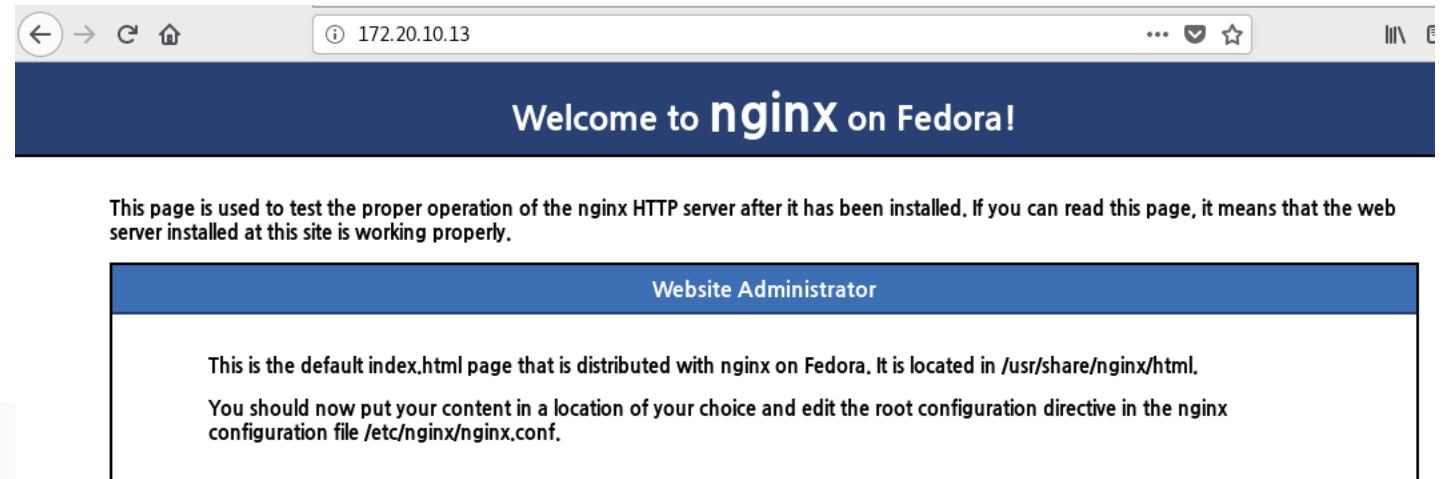 172.20.10.13
Welcome to nginx on Fedora!
This page is used to test the proper operation of the nginx HTTP server after it has been installed. If you can read this page, it means that the web
server installed at this site is working properly.
Website Administrator
This is the default index.html page that is distributed with nginx on Fedora. It is located in /usr/share/nginx/html.
You should now put your content in a location of your choice and edit the root configuration directive in the nginx
configuration file /etc/nginx/nginx.conf.